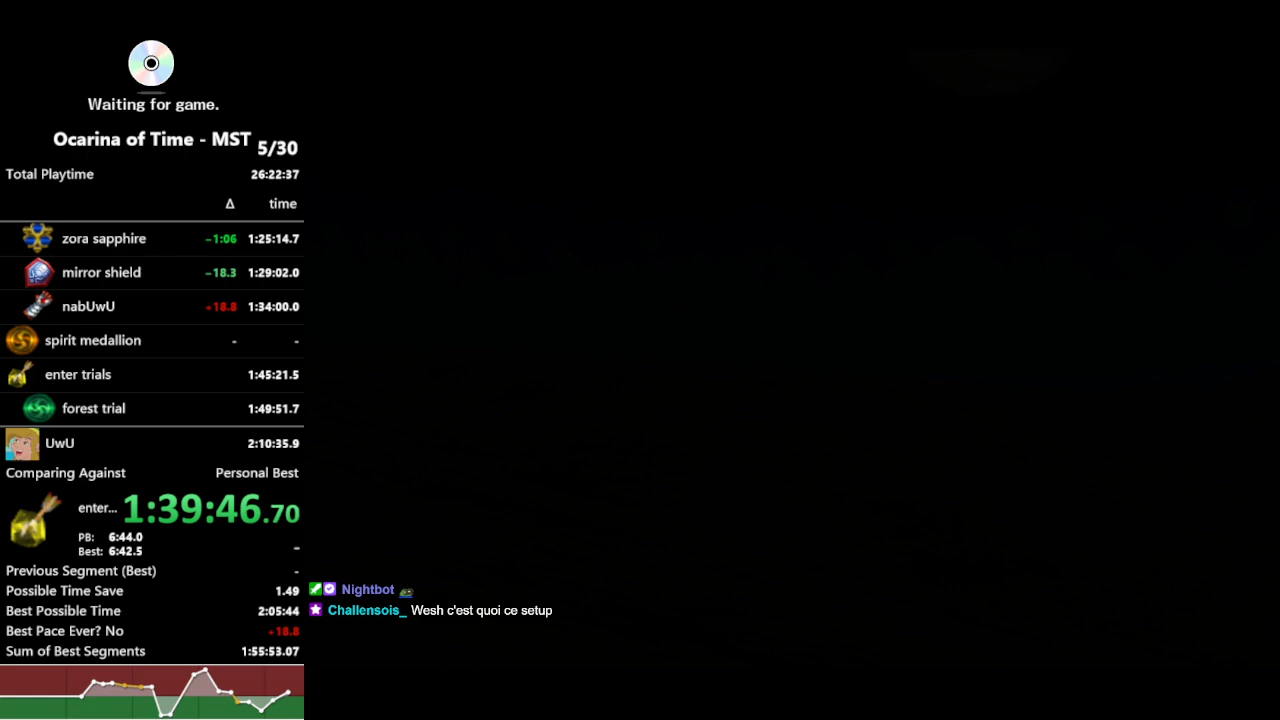 Waiting for game.
Ocarina of Time - MST 5/30
Total Playtime 26:22:37
Δ time
zora sapphire -1:06 1:25:14.7
mirror shield -18.3 1:29:02.0
nabUwU +18.8 1:34:00.0
spirit medallion - -
enter trials 1:45:21.5
forest trial 1:49:51.7
UwU 2:10:35.9
Comparing Against Personal Best
enter... 1:39:46.70
PB: 6:44.0
Best: 6:42.5 -
Previous Segment (Best) -
Possible Time Save 1.49
Best Possible Time 2:05:44
Best Pace Ever? No +18.8
Sum of Best Segments 1:55:53.07
Nightbot
Challensois_ Wesh c'est quoi ce setup